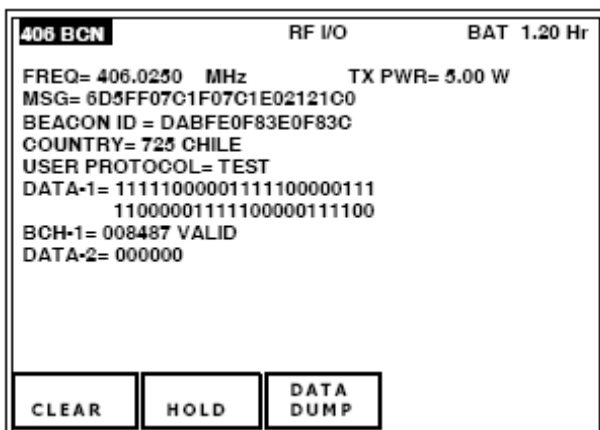 406 BCN RF I/O BAT 1.20 Hr
FREQ= 406.0250 MHz TX PWR= 5.00 W
MSG= 6D5FF07C1F07C1E02121C0
BEACON ID = DABFE0F83E0F83C
COUNTRY= 725 CHILE
USER PROTOCOL= TEST
DATA-1= 11111000001111100000111
11000001111100000111100
BCH-1= 008487 VALID
DATA-2= 000000
CLEAR HOLD DATA DUMP